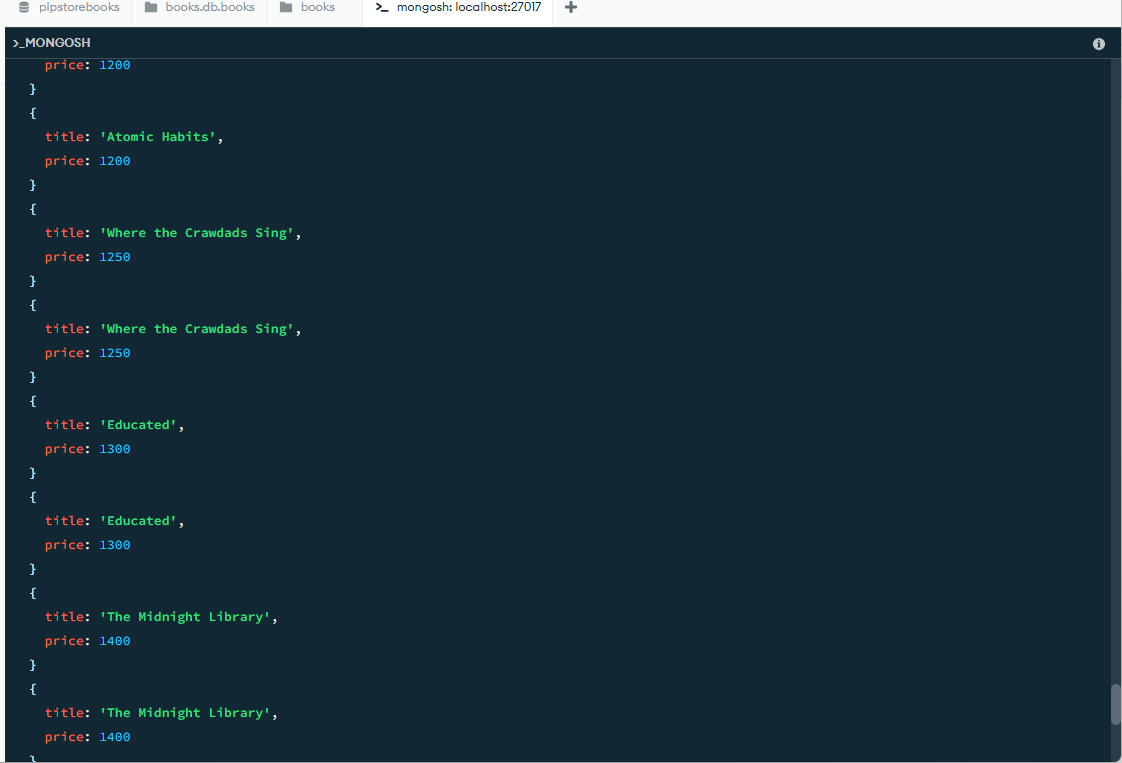 plpstorebooks books.db.books books >_ mongosh: localhost:27017 +
>_MONGOSH
price: 1200
}
{
title: 'Atomic Habits',
price: 1200
}
{
title: 'Where the Crawdads Sing',
price: 1250
}
{
title: 'Where the Crawdads Sing',
price: 1250
}
{
title: 'Educated',
price: 1300
}
{
title: 'Educated',
price: 1300
}
{
title: 'The Midnight Library',
price: 1400
}
{
title: 'The Midnight Library',
price: 1400
}